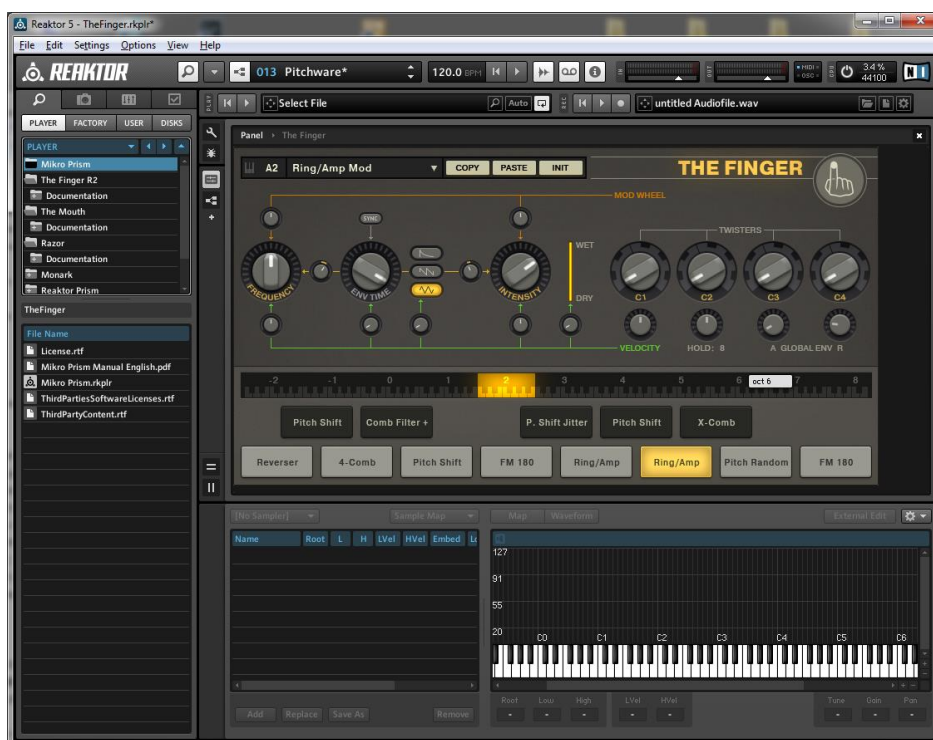 Reaktor 5 - TheFinger.rkplr*
File Edit Settings Options View Help
REAKTOR 013 Pitchware* 120.0 BPM MIDI OSC 3.4% 44100
Select File Auto untitled Audiofile.wav
PLAYER FACTORY USER DISKS
PLAYER
Mikro Prism
The Finger R2
Documentation
The Mouth
Documentation
Razor
Documentation
Monark
Reaktor Prism
TheFinger
File Name
License.rtf
Mikro Prism Manual English.pdf
Mikro Prism.rkplr
ThirdPartiesSoftwareLicenses.rtf
ThirdPartyContent.rtf
Panel The Finger
A2 Ring/Amp Mod COPY PASTE INIT THE FINGER
MOD WHEEL
SYNC
TWISTERS
WET
FREQUENCY ENV TIME INTENSITY DRY C1 C2 C3 C4
VELOCITY HOLD: 8 A GLOBAL ENV R
-2 -1 0 1 2 3 4 5 6 oct 6 7 8
Pitch Shift Comb Filter + P. Shift Jitter Pitch Shift X-Comb
Reverser 4-Comb Pitch Shift FM 180 Ring/Amp Ring/Amp Pitch Random FM 180
[No Sampler] Sample Map Map Waveform External Edit
Name Root L H LVel HVel Embed
127
91
55
20
C0 C1 C2 C3 C4 C5 C6
Root Low High LVel HVel Tune Gain Pan
Add Replace Save As Remove